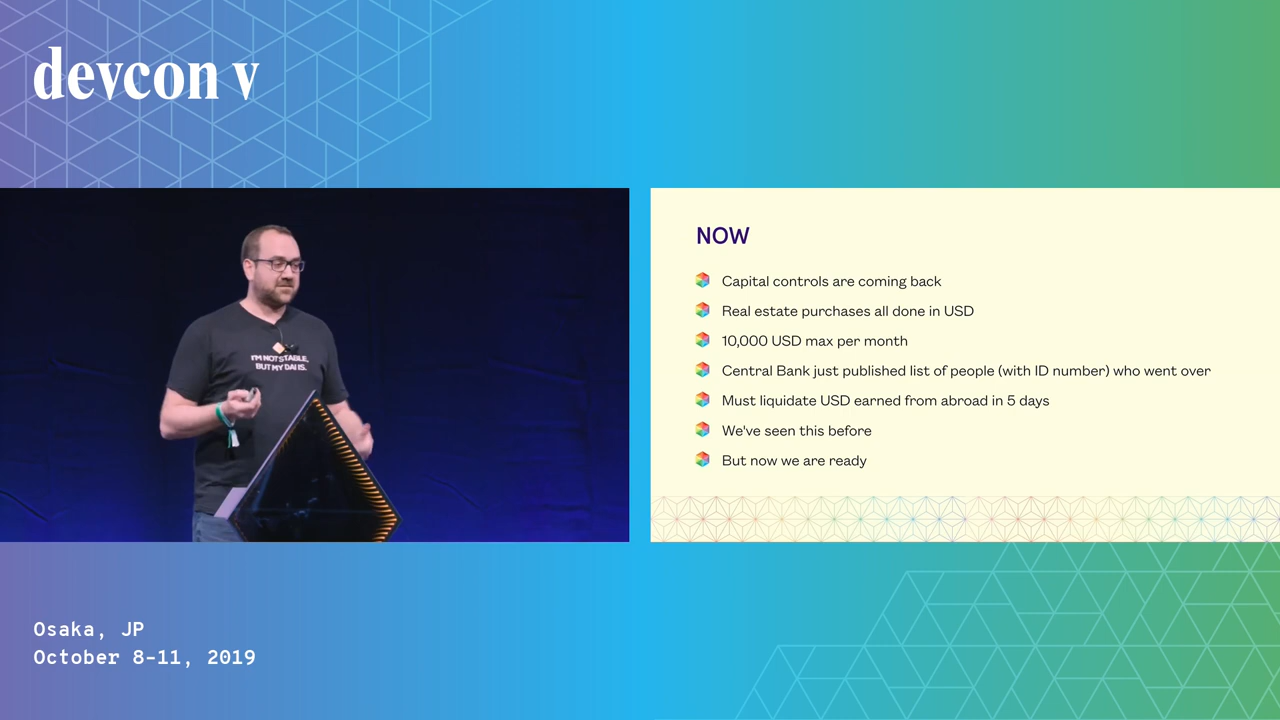 devcon v
I'M NOT STABLE,
BUT MY DAI IS.
NOW
Capital controls are coming back
Real estate purchases all done in USD
10,000 USD max per month
Central Bank just published list of people (with ID number) who went over
Must liquidate USD earned from abroad in 5 days
We've seen this before
But now we are ready
Osaka, JP
October 8-11, 2019